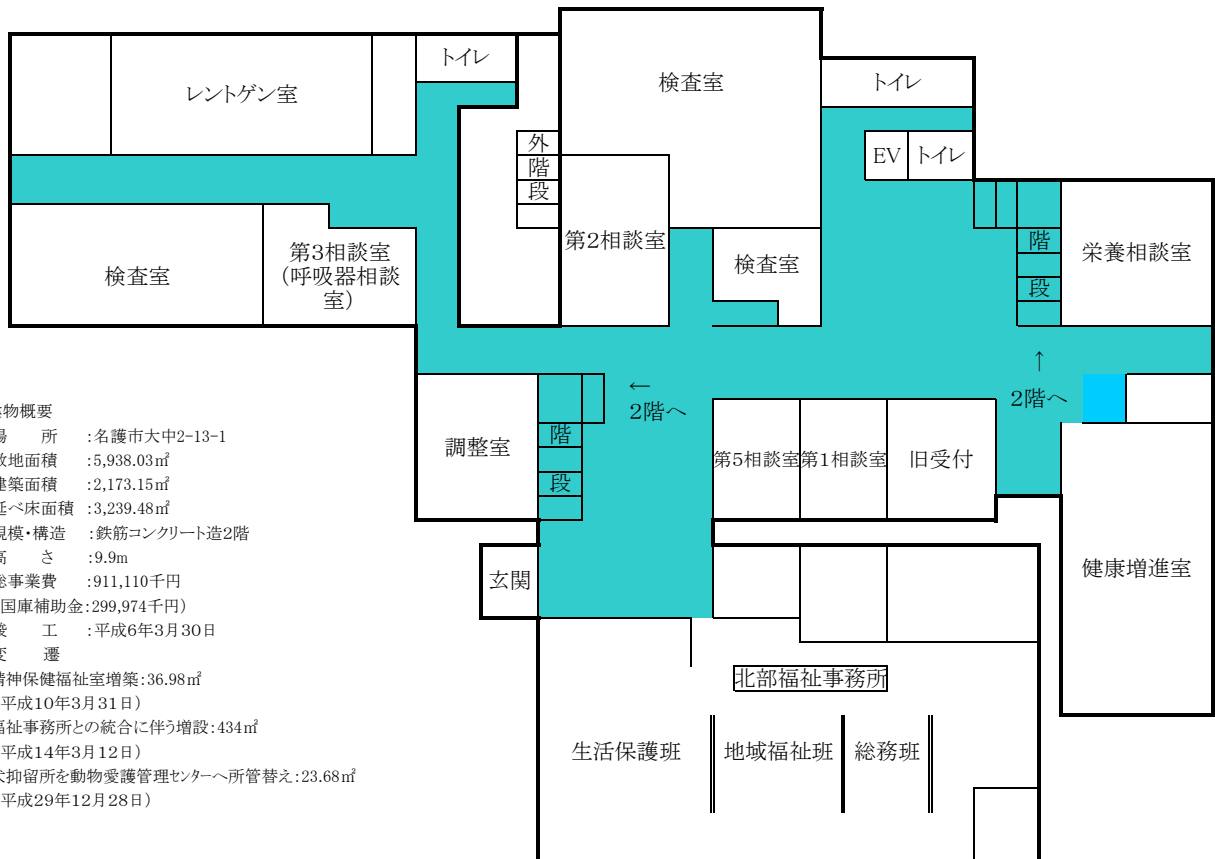 トイレ
検査室
トイレ
レントゲン室
外
階
段
EV
トイレ
第2相談室
検査室
階
段
栄養相談室
検査室
第3相談室
(呼吸器相談
室)
←
2階へ
↑
2階へ
調整室
階
段
第5相談室
第1相談室
旧受付
玄関
健康増進室
北部福祉事務所
生活保護班
地域福祉班
総務班
物概要
所 :名護市大中2-13-1
敷地面積 :5,938.03㎡
建築面積 :2,173.15㎡
延べ床面積 :3,239.48㎡
規模・構造 :鉄筋コンクリート造2階
高 さ :9.9m
総事業費 :911,110千円
国庫補助金:299,974千円)
竣 工 :平成6年3月30日
変 遷
精神保健福祉室増築:36.98㎡
平成10年3月31日)
福祉事務所との統合に伴う増設:434㎡
平成14年3月12日)
犬抑留所を動物愛護管理センターへ所管替え:23.68㎡
平成29年12月28日)